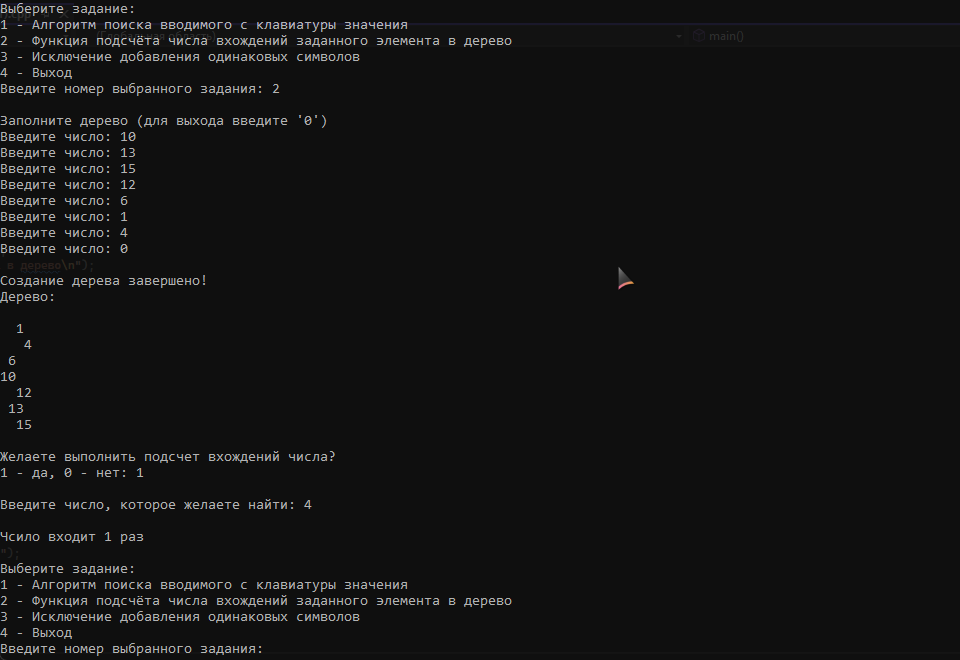 Выберите задание:
1 - Алгоритм поиска вводимого с клавиатуры значения
2 - Функция подсчёта числа вхождений заданного элемента в дерево
main()
3 - Исключение добавления одинаковых символов
4 - Выход
Введите номер выбранного задания: 2
Заполните дерево (для выхода введите '0')
Введите число: 10
Введите число: 13
Введите число: 15
Введите число: 12
Введите число: 6
Введите число: 1
Введите число: 4
Введите число: 0
в дерево\n");
Создание дерева завершено!
Дерево:
1
4
6
10
12
13
15
Желаете выполнить подсчет вхождений числа?
1 - да, 0 - нет: 1
Введите число, которое желаете найти: 4
Чсило входит 1 раз
");
Выберите задание:
1 - Алгоритм поиска вводимого с клавиатуры значения
2 - Функция подсчёта числа вхождений заданного элемента в дерево
3 - Исключение добавления одинаковых символов
4 - Выход
Введите номер выбранного задания: